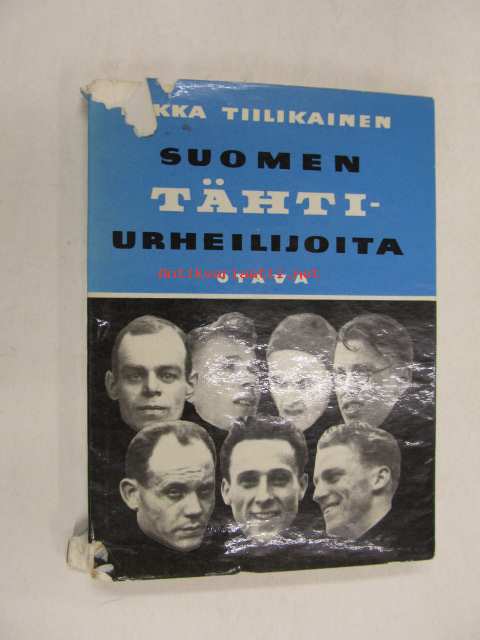 KKA TIILIKAINEN
SUOMEN
TÄHTI-
URHEILIJOITA
OTAVA